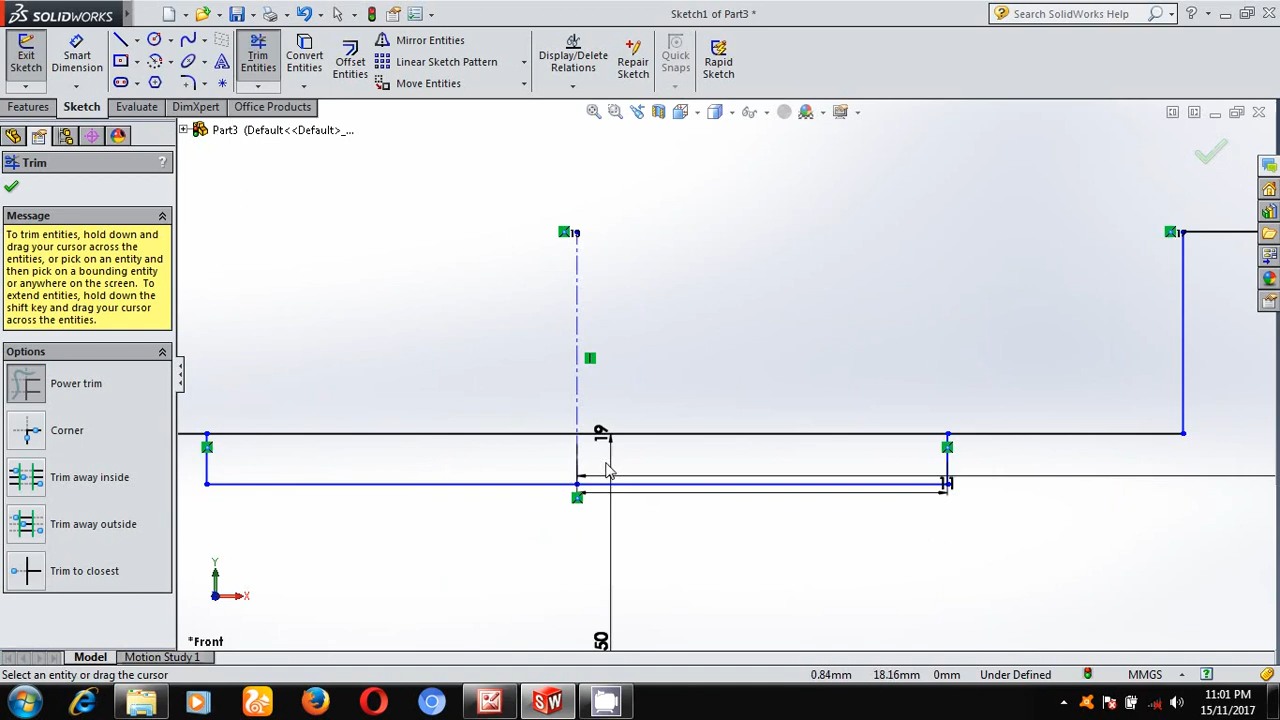 SOLIDWORKS
Sketch1 of Part3 *
Search SolidWorks Help
Exit
Sketch
Smart
Dimension
Trim
Entities
Convert
Entities
Offset
Entities
Mirror Entities
Linear Sketch Pattern
Move Entities
Display/Delete
Relations
Repair
Sketch
Quick
Snaps
Rapid
Sketch
Features
Sketch
Evaluate
DimXpert
Office Products
Part3 (Default<<Default>_...
Trim
?
Message
To trim entities, hold down and
drag your cursor across the
entities, or pick on an entity and
then pick on a bounding entity
or anywhere on the screen. To
extend entities, hold down the
shift key and drag your cursor
across the entities.
Options
Power trim
Corner
Trim away inside
Trim away outside
Trim to closest
19
11
50
Y
X
*Front
Model
Motion Study 1
Select an entity or drag the cursor
0.84mm
18.16mm
0mm
Under Defined
MMGS
11:01 PM
15/11/2017